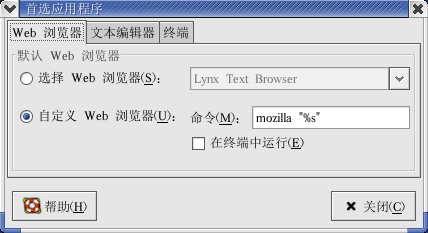 首选应用程序
Web 浏览器 文本编辑器 终端
默认 Web 浏览器
选择 Web 浏览器(S)： Lynx Text Browser
自定义 Web 浏览器(U)： 命令(M)： mozilla "%s"
在终端中运行(E)
帮助(H) 关闭(C)